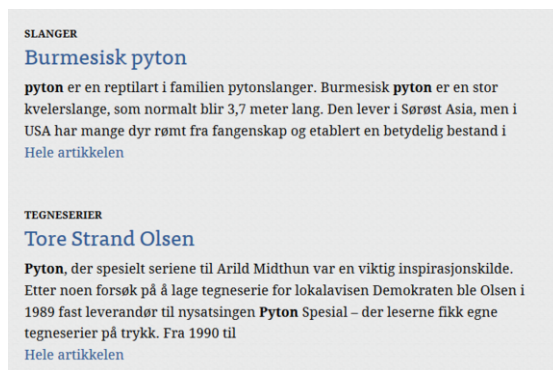 SLANGER
Burmesisk pyton
pyton er en reptilart i familien pytonslanger. Burmesisk pyton er en stor
kvelerslange, som normalt blir 3,7 meter lang. Den lever i Sørøst Asia, men i
USA har mange dyr rømt fra fangenskap og etablert en betydelig bestand i
Hele artikkelen
TEGNESERIER
Tore Strand Olsen
Pyton, der spesielt seriene til Arild Midthun var en viktig inspirasjonskilde.
Etter noen forsøk på å lage tegneserie for lokalavisen Demokraten ble Olsen i
1989 fast leverandør til nysatsingen Pyton Spesial – der leserne fikk egne
tegneserier på trykk. Fra 1990 til
Hele artikkelen